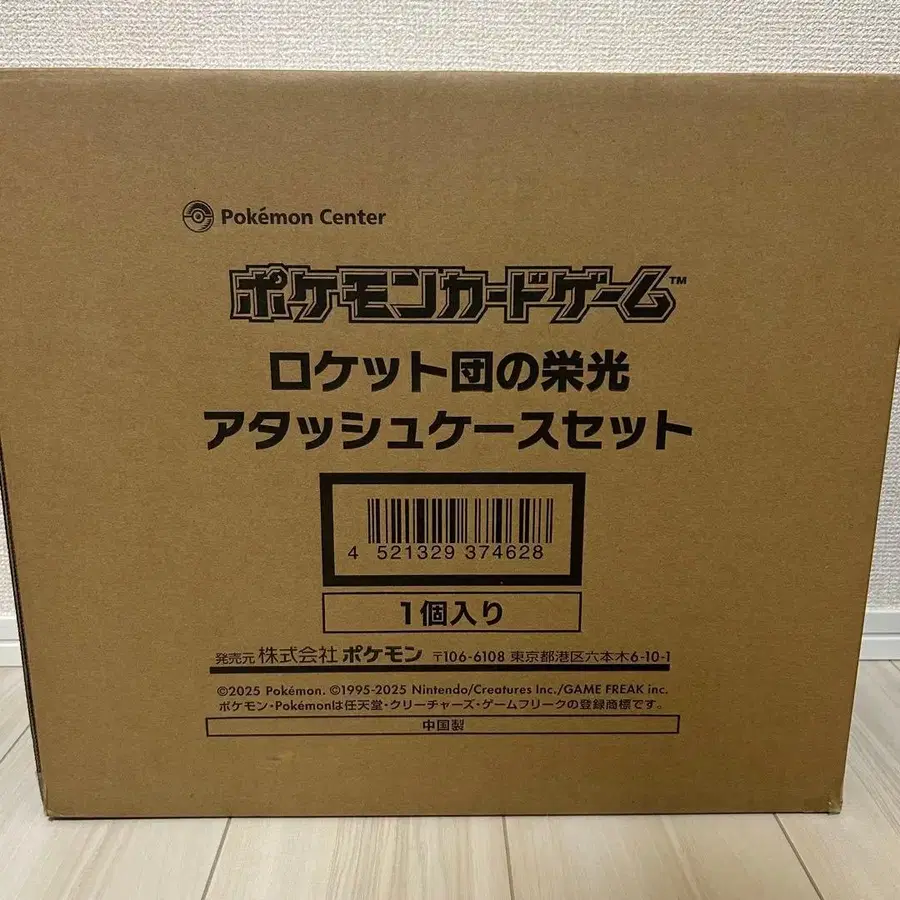 Pokémon Center
ポケモンカードゲーム™
ロケット団の栄光
アタッシュケースセット
4 521329 374628
1個入り
発売元 株式会社 ポケモン 〒106-6108 東京都港区六本木6-10-1
©2025 Pokémon. ©1995-2025 Nintendo/Creatures Inc./GAME FREAK inc.
ポケモン・Pokémonは任天堂・クリーチャーズ・ゲームフリークの登録商標です。
中国製